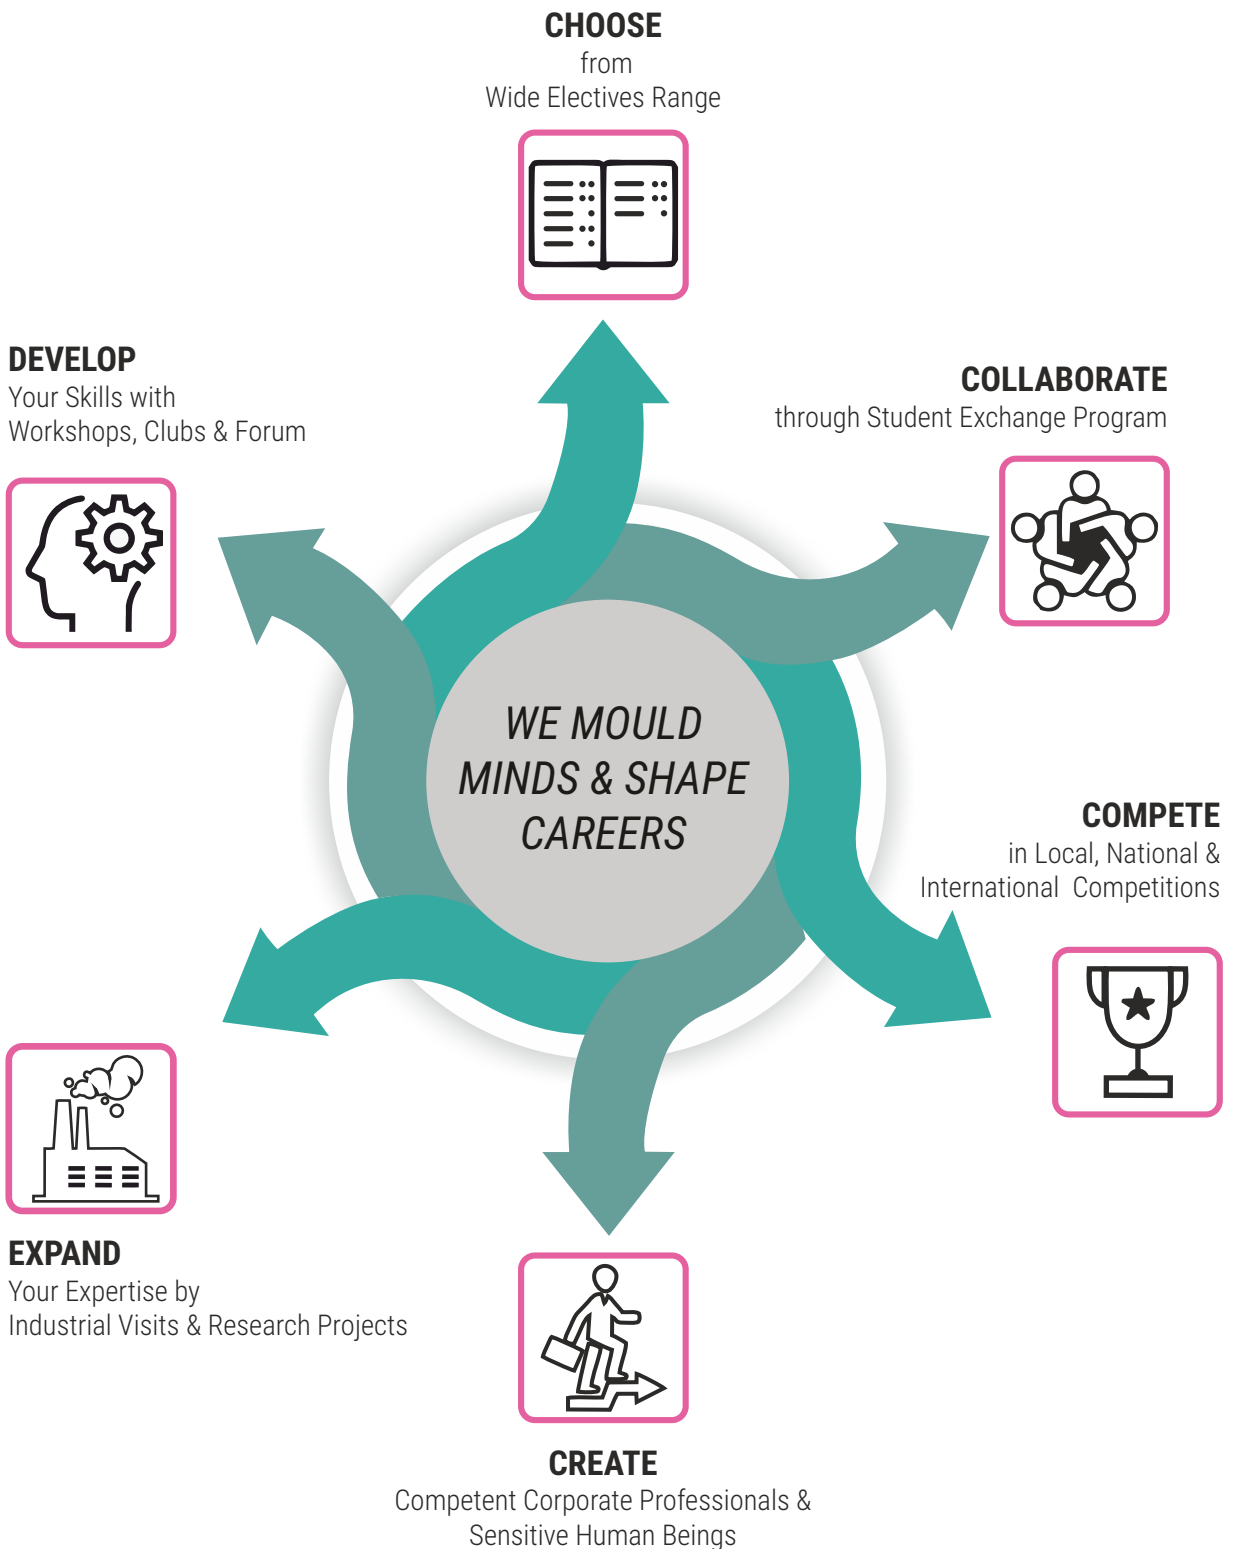 CHOOSE
from
Wide Electives Range
DEVELOP
Your Skills with
Workshops, Clubs & Forum
COLLABORATE
through Student Exchange Program
WE MOULD
MINDS & SHAPE
CAREERS
COMPETE
in Local, National &
International Competitions
EXPAND
Your Expertise by
Industrial Visits & Research Projects
CREATE
Competent Corporate Professionals &
Sensitive Human Beings